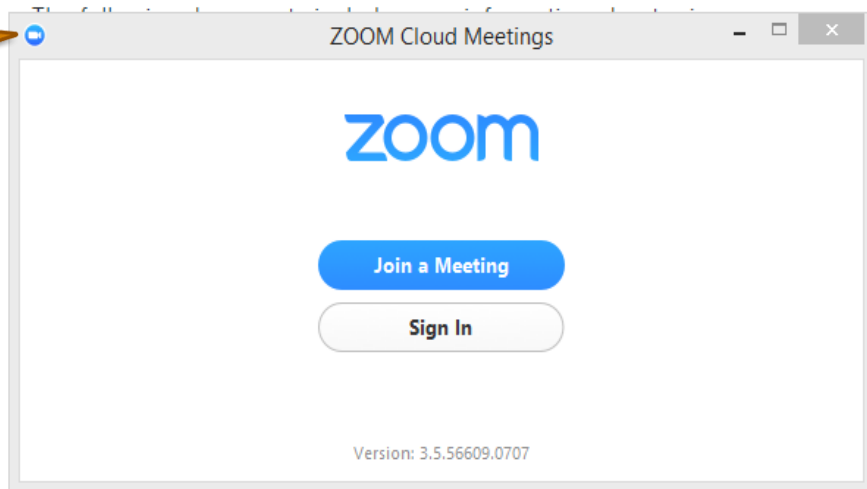 ZOOM Cloud Meetings
zoom
Join a Meeting
Sign In
Version: 3.5.56609.0707